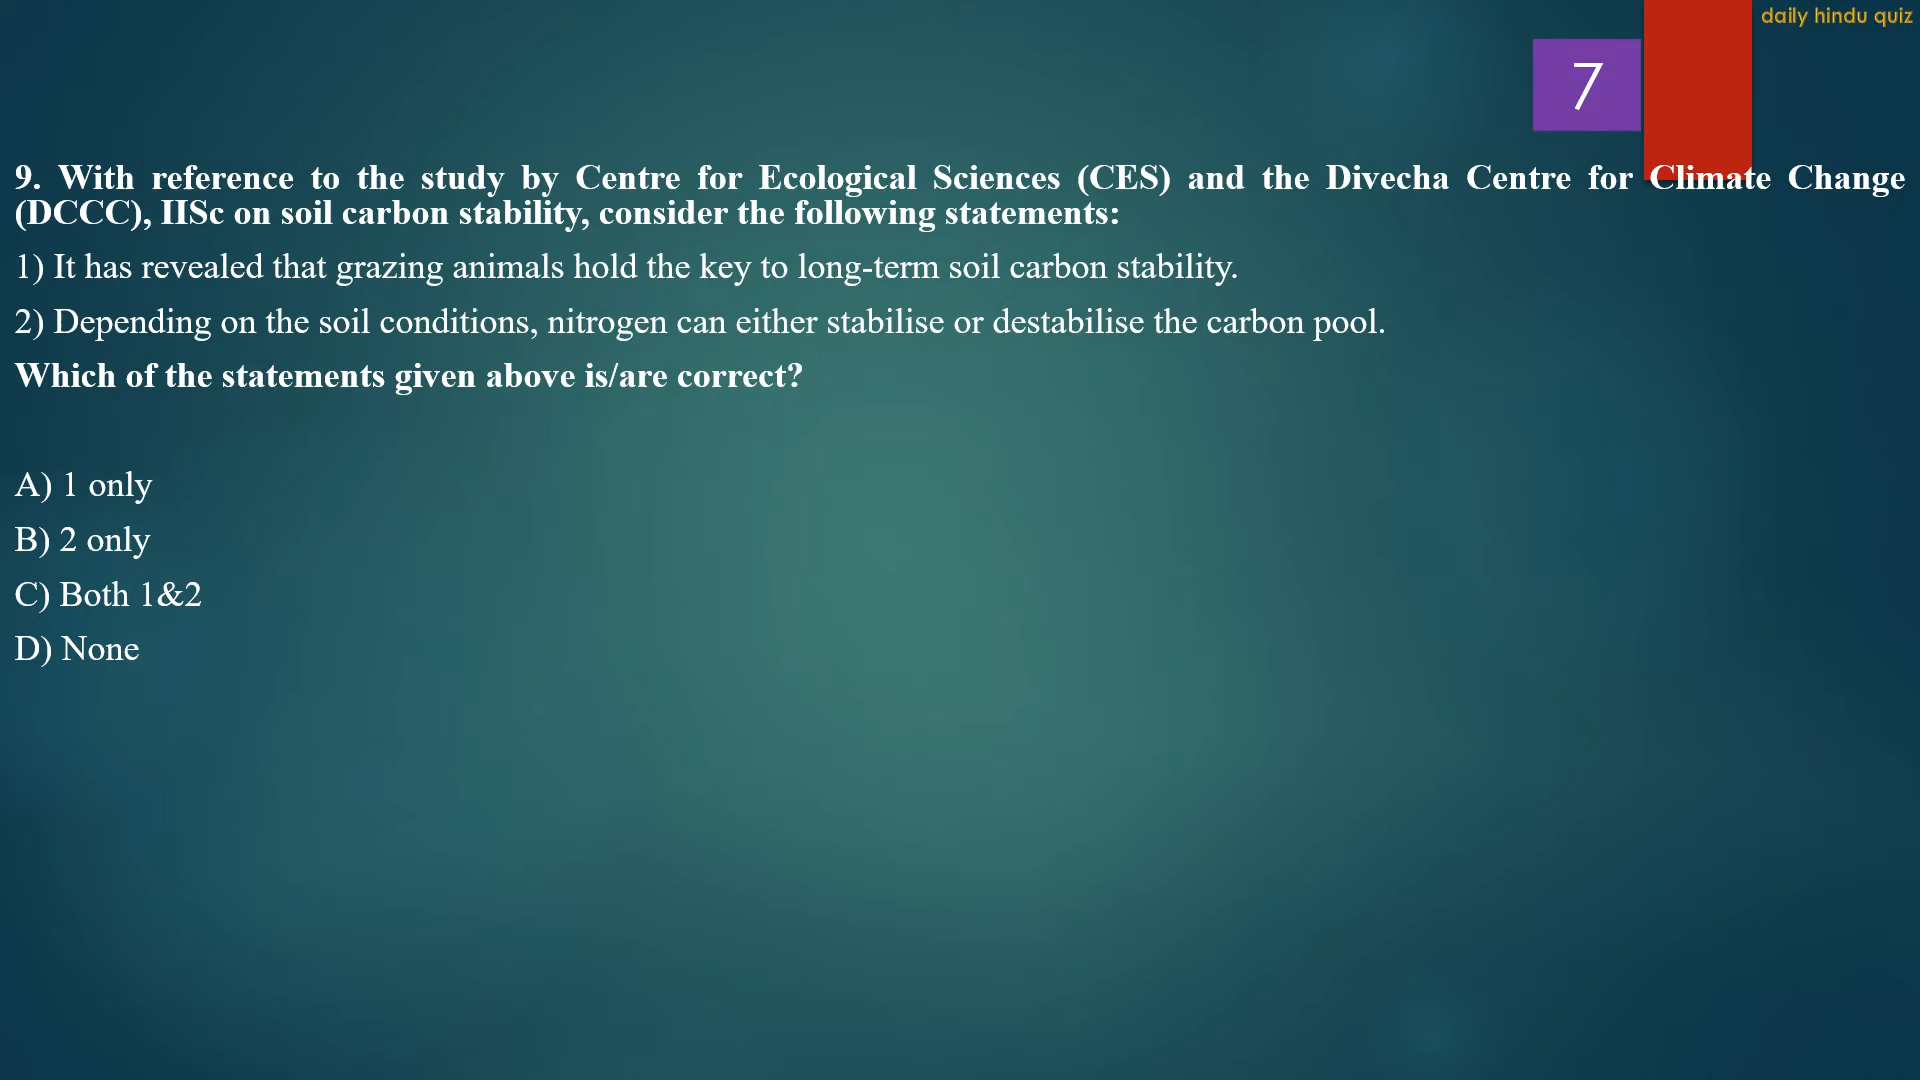 daily hindu quiz
7
9. With reference to the study by Centre for Ecological Sciences (CES) and the Divecha Centre for Climate Change
(DCCC), IISc on soil carbon stability, consider the following statements:
1) It has revealed that grazing animals hold the key to long-term soil carbon stability.
2) Depending on the soil conditions, nitrogen can either stabilise or destabilise the carbon pool.
Which of the statements given above is/are correct?
A) 1 only
B) 2 only
C) Both 1&2
D) None